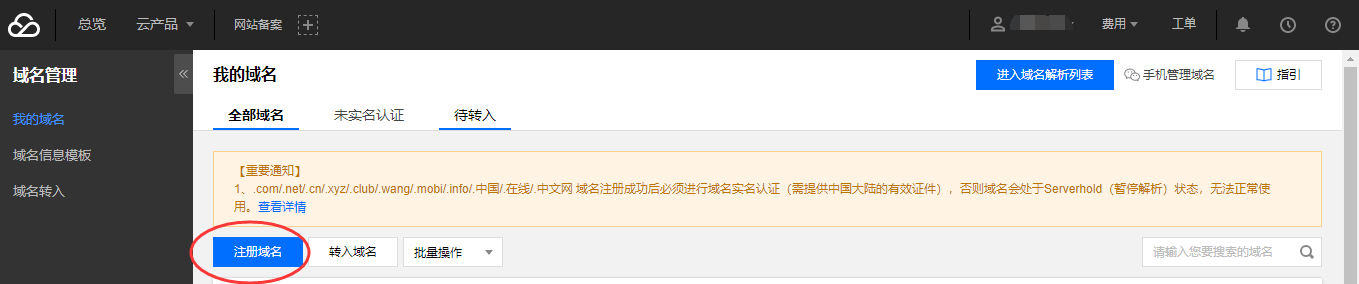 总览 云产品 网站备案 费用 工单
域名管理
我的域名
域名信息模板
域名转入
我的域名
进入域名解析列表 手机管理域名 指引
全部域名 未实名认证 待转入
【重要通知】
1、.com/.net/.cn/.xyz/.club/.wang/.mobi/.info/.中国/.在线/.中文网 域名注册成功后必须进行域名实名认证（需提供中国大陆的有效证件），否则域名会处于Serverhold（暂停解析）状态，无法正常使
用。查看详情
注册域名 转入域名 批量操作 请输入您要搜索的域名